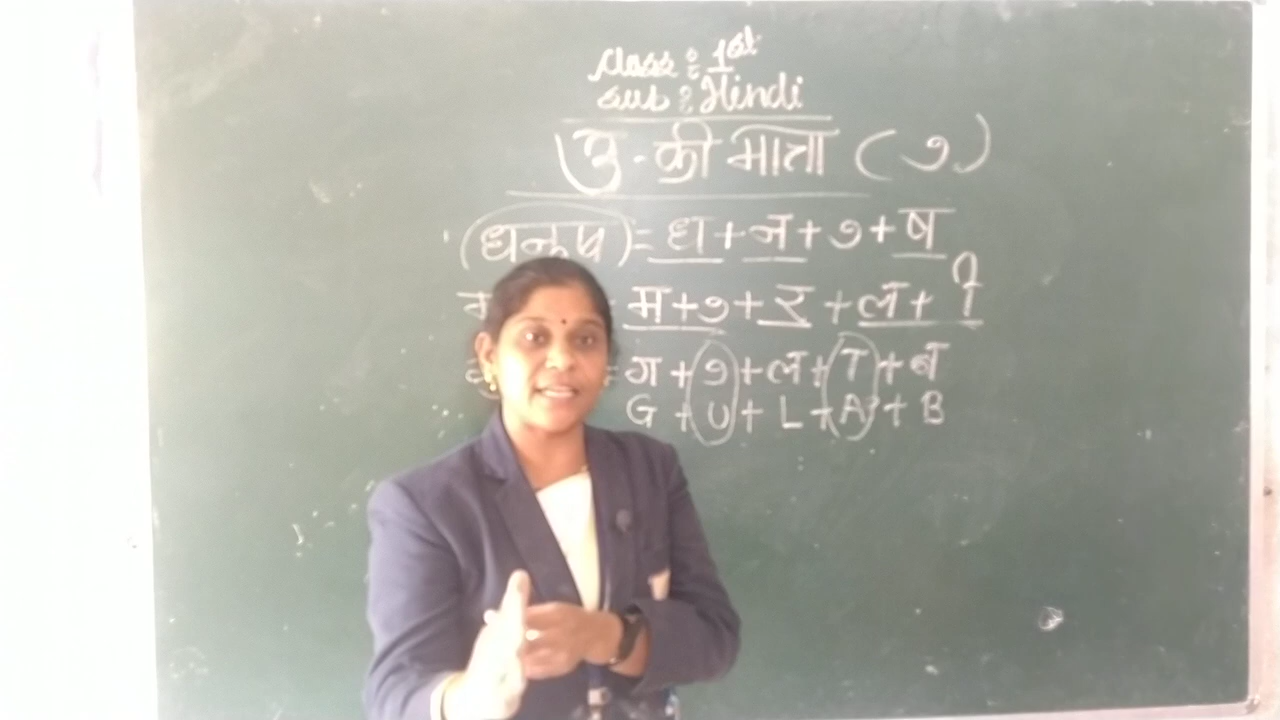 Class : 1st
Sub : Hindi
उ - की मात्रा ( ु )
(धनुष) = ध + न + ु + ष
म + ु + र + ल + ी
= ग + ु + ल + ा + ब
G + U + L + A + B